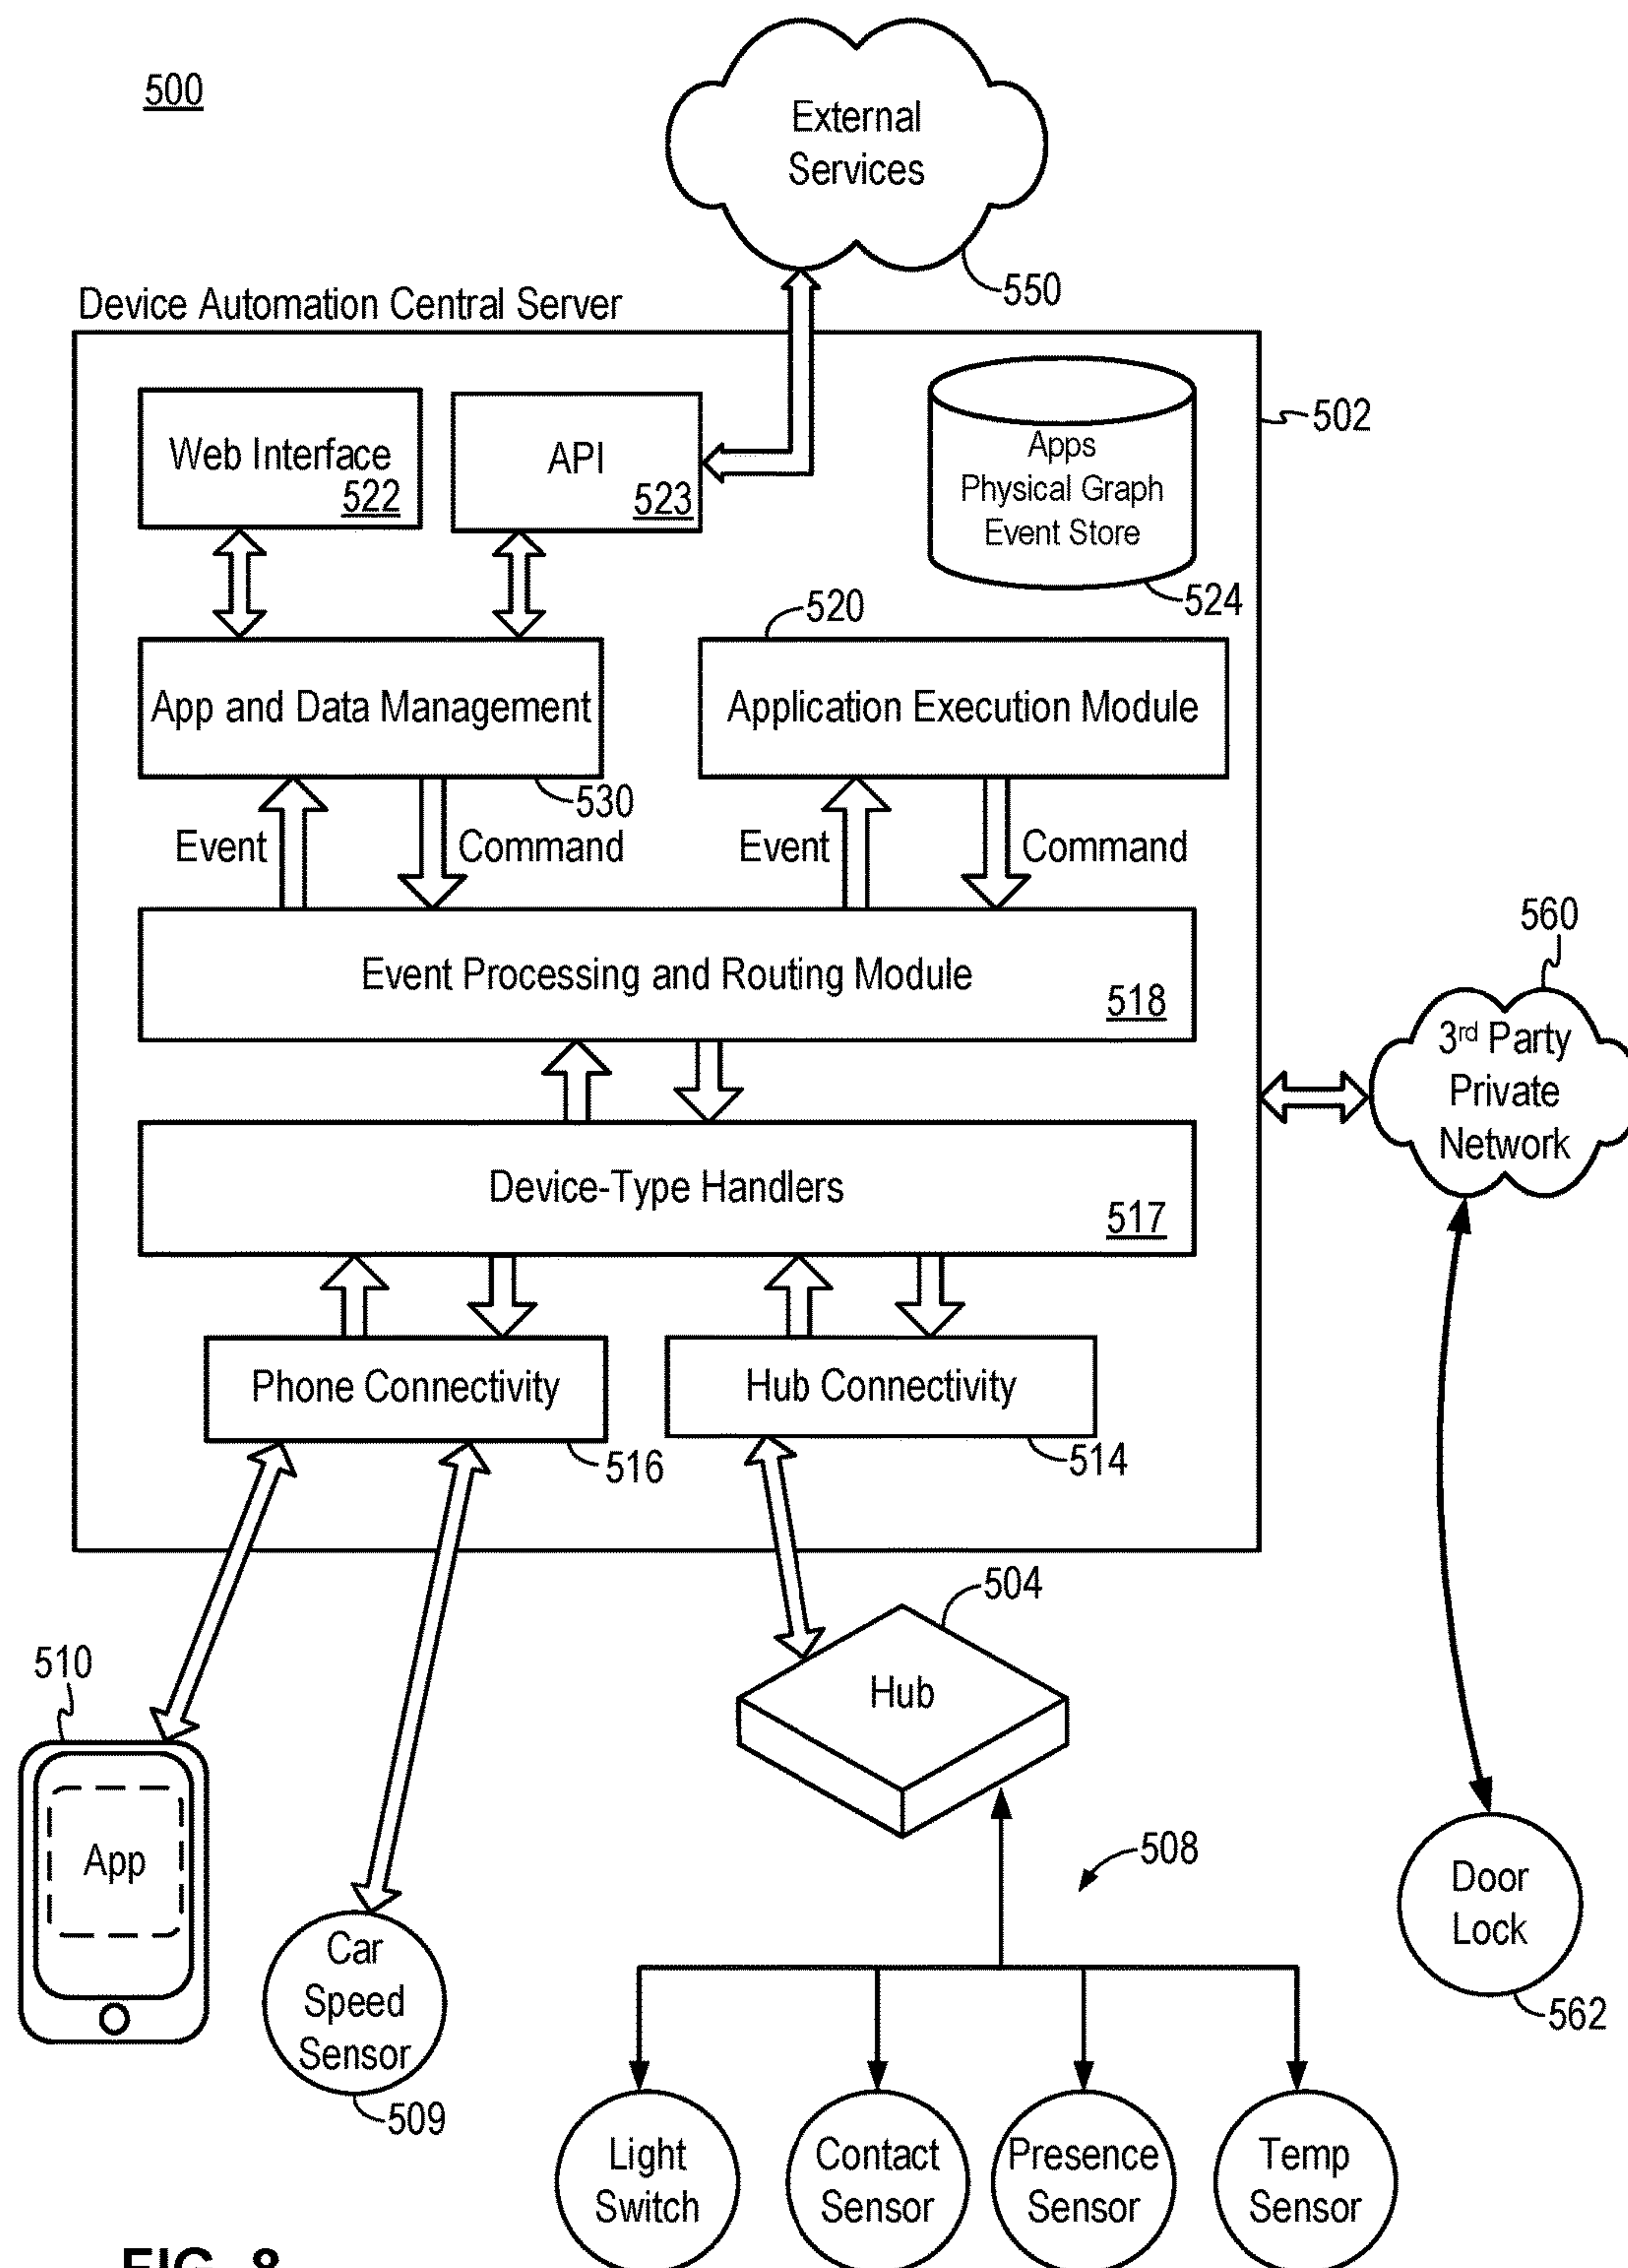 500
External
Services
550
Device Automation Central Server
502
Web Interface
522
API
523
Apps
Physical Graph
Event Store
524
520
App and Data Management
530
Application Execution Module
Event
Command
Event
Command
Event Processing and Routing Module
518
560
3rd Party
Private
Network
Device-Type Handlers
517
Phone Connectivity
516
Hub Connectivity
514
504
Hub
510
App
508
Car
Speed
Sensor
509
Door
Lock
562
Light
Switch
Contact
Sensor
Presence
Sensor
Temp
Sensor
FIG. 8